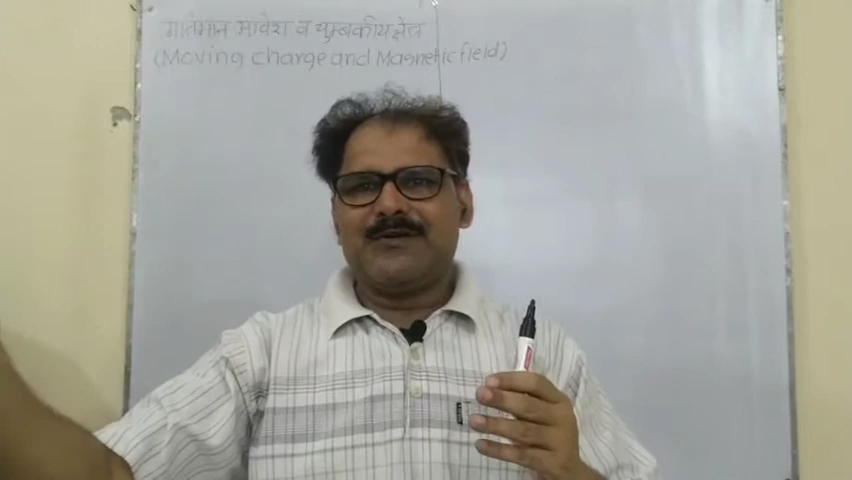 गतिमान आवेश व चुम्बकीय क्षेत्र
(Moving charge and Magnetic field)